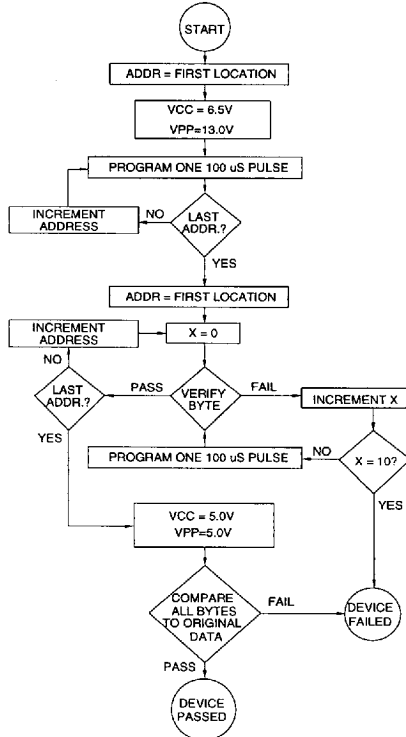 START
ADDR = FIRST LOCATION
VCC = 6.5V
VPP=13.0V
PROGRAM ONE 100 uS PULSE
INCREMENT
ADDRESS
NO
LAST
ADDR.?
YES
ADDR = FIRST LOCATION
INCREMENT
ADDRESS
X = 0
NO
LAST
ADDR.?
PASS
VERIFY
BYTE
FAIL
INCREMENT X
YES
PROGRAM ONE 100 uS PULSE
NO
X = 10?
YES
VCC = 5.0V
VPP=5.0V
COMPARE
ALL BYTES
TO ORIGINAL
DATA
FAIL
DEVICE
FAILED
PASS
DEVICE
PASSED